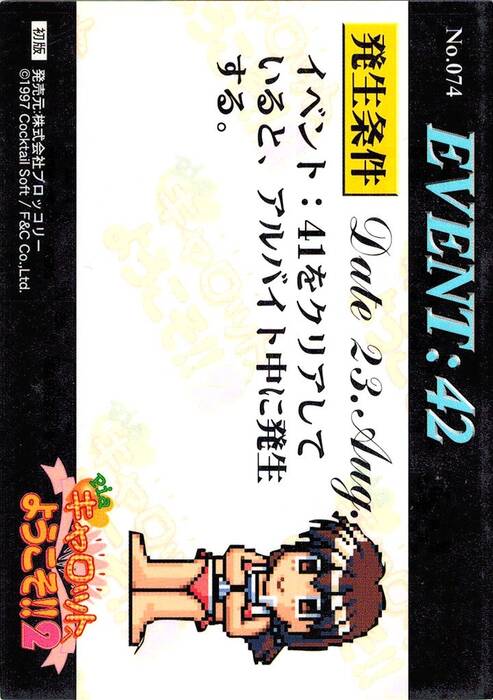 No.074
EVENT:42
発生条件
Date 23.Aug.
イベント:41をクリアして
いると、アルバイト中に発生
する。
Piaキャロットへ
ようこそ!!2
初版
発売元:株式会社ブロッコリー
©1997 Cocktail Soft / F&C Co.,Ltd.